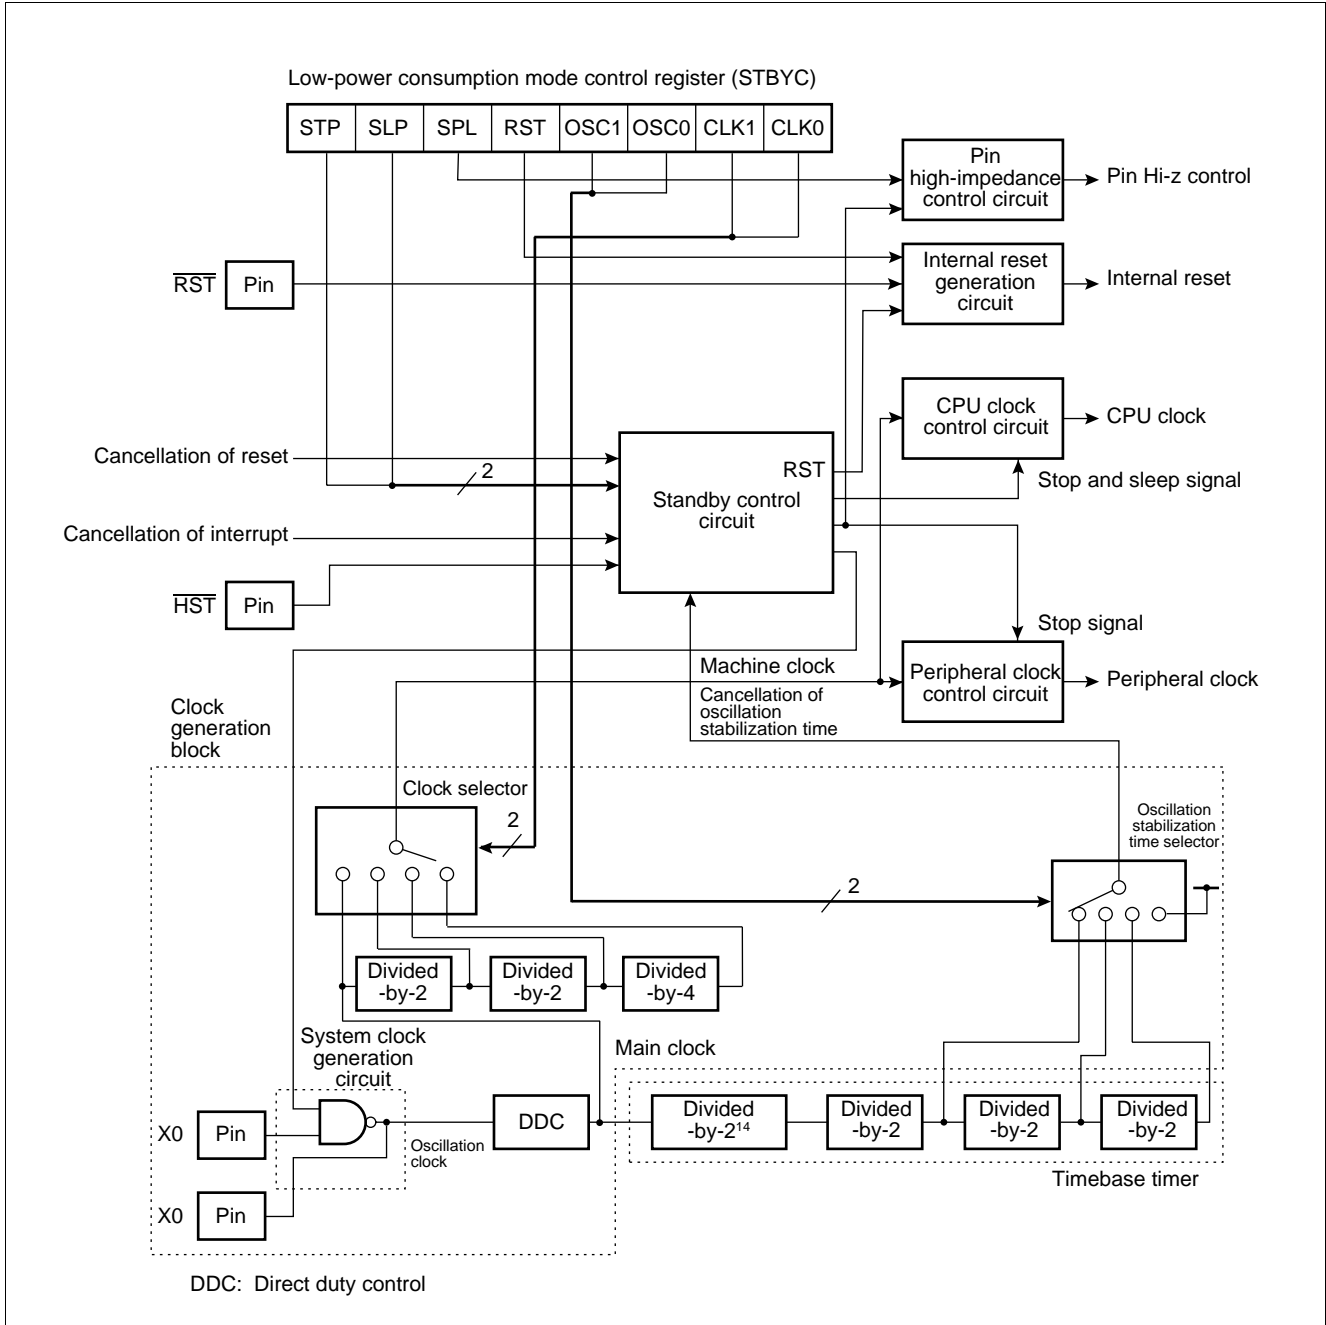 Low-power consumption mode control register (STBYC)
STP SLP SPL RST OSC1 OSC0 CLK1 CLK0
Pin
high-impedance
control circuit
Pin Hi-z control
RST Pin
Internal reset
generation
circuit
Internal reset
CPU clock
control circuit
CPU clock
Stop and sleep signal
Cancellation of reset
2
RST
Standby control
circuit
Cancellation of interrupt
HST Pin
Stop signal
Machine clock
Peripheral clock
control circuit
Peripheral clock
Cancellation of
oscillation
stabilization time
Clock
generation
block
Clock selector
2
Oscillation
stabilization
time selector
2
Divided
-by-2
Divided
-by-2
Divided
-by-4
System clock
generation
circuit
Main clock
X0 Pin
Oscillation
clock
DDC
Divided
-by-2¹⁴
Divided
-by-2
Divided
-by-2
Divided
-by-2
Timebase timer
X0 Pin
DDC: Direct duty control